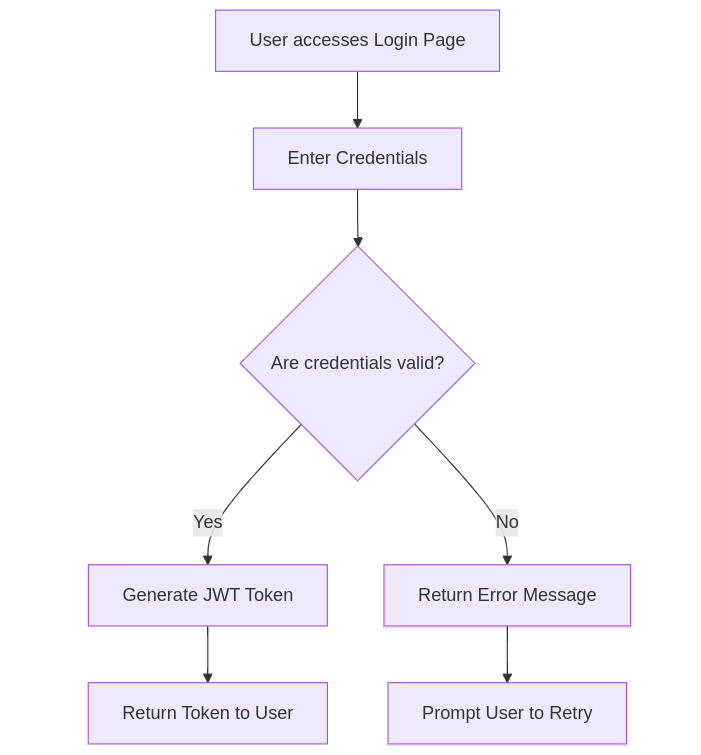 User accesses Login Page
Enter Credentials
Are credentials valid?
Yes
No
Generate JWT Token
Return Error Message
Return Token to User
Prompt User to Retry